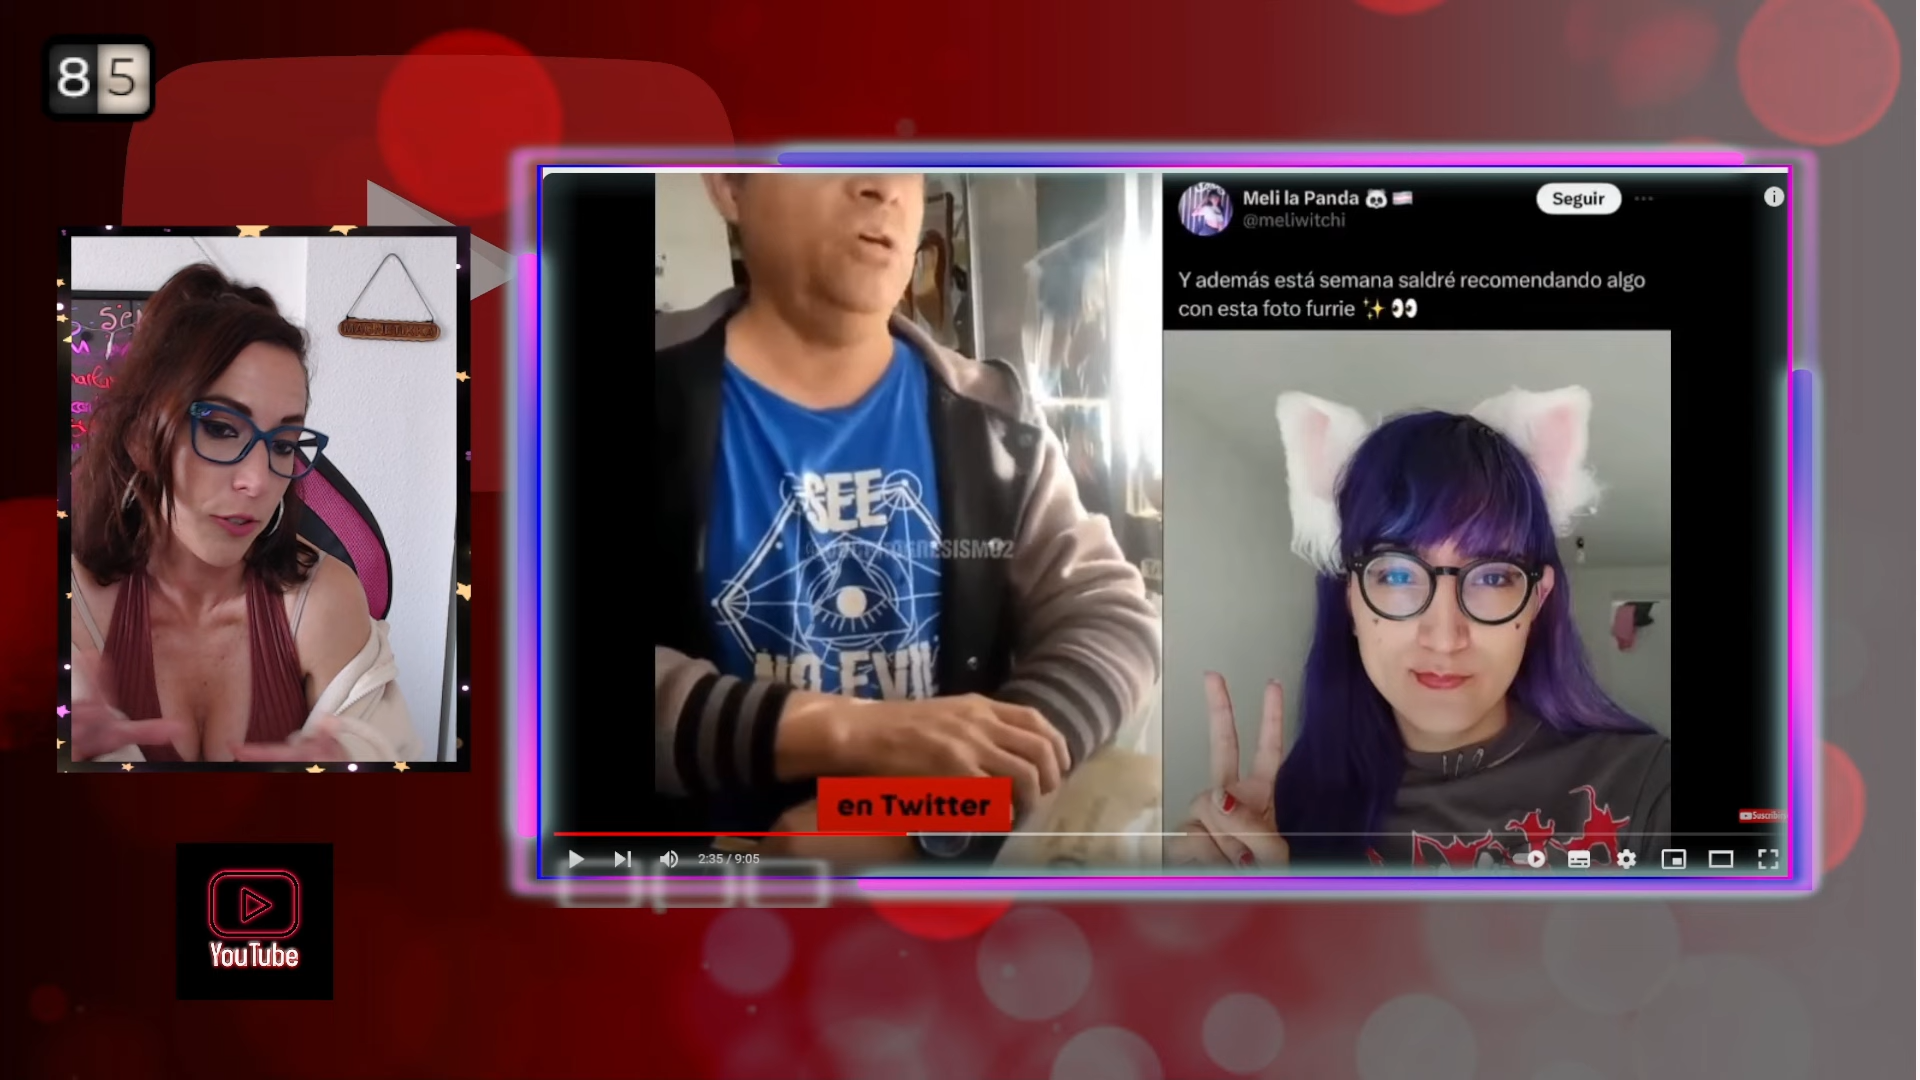 85
Meli la Panda 🐼 🏳️‍⚧️
@meliwitchi
Seguir
Y además está semana saldré recomendando algo
con esta foto furrie ✨ 👀
SEE
NO EVIL
en Twitter
2:35 / 9:05
YouTube